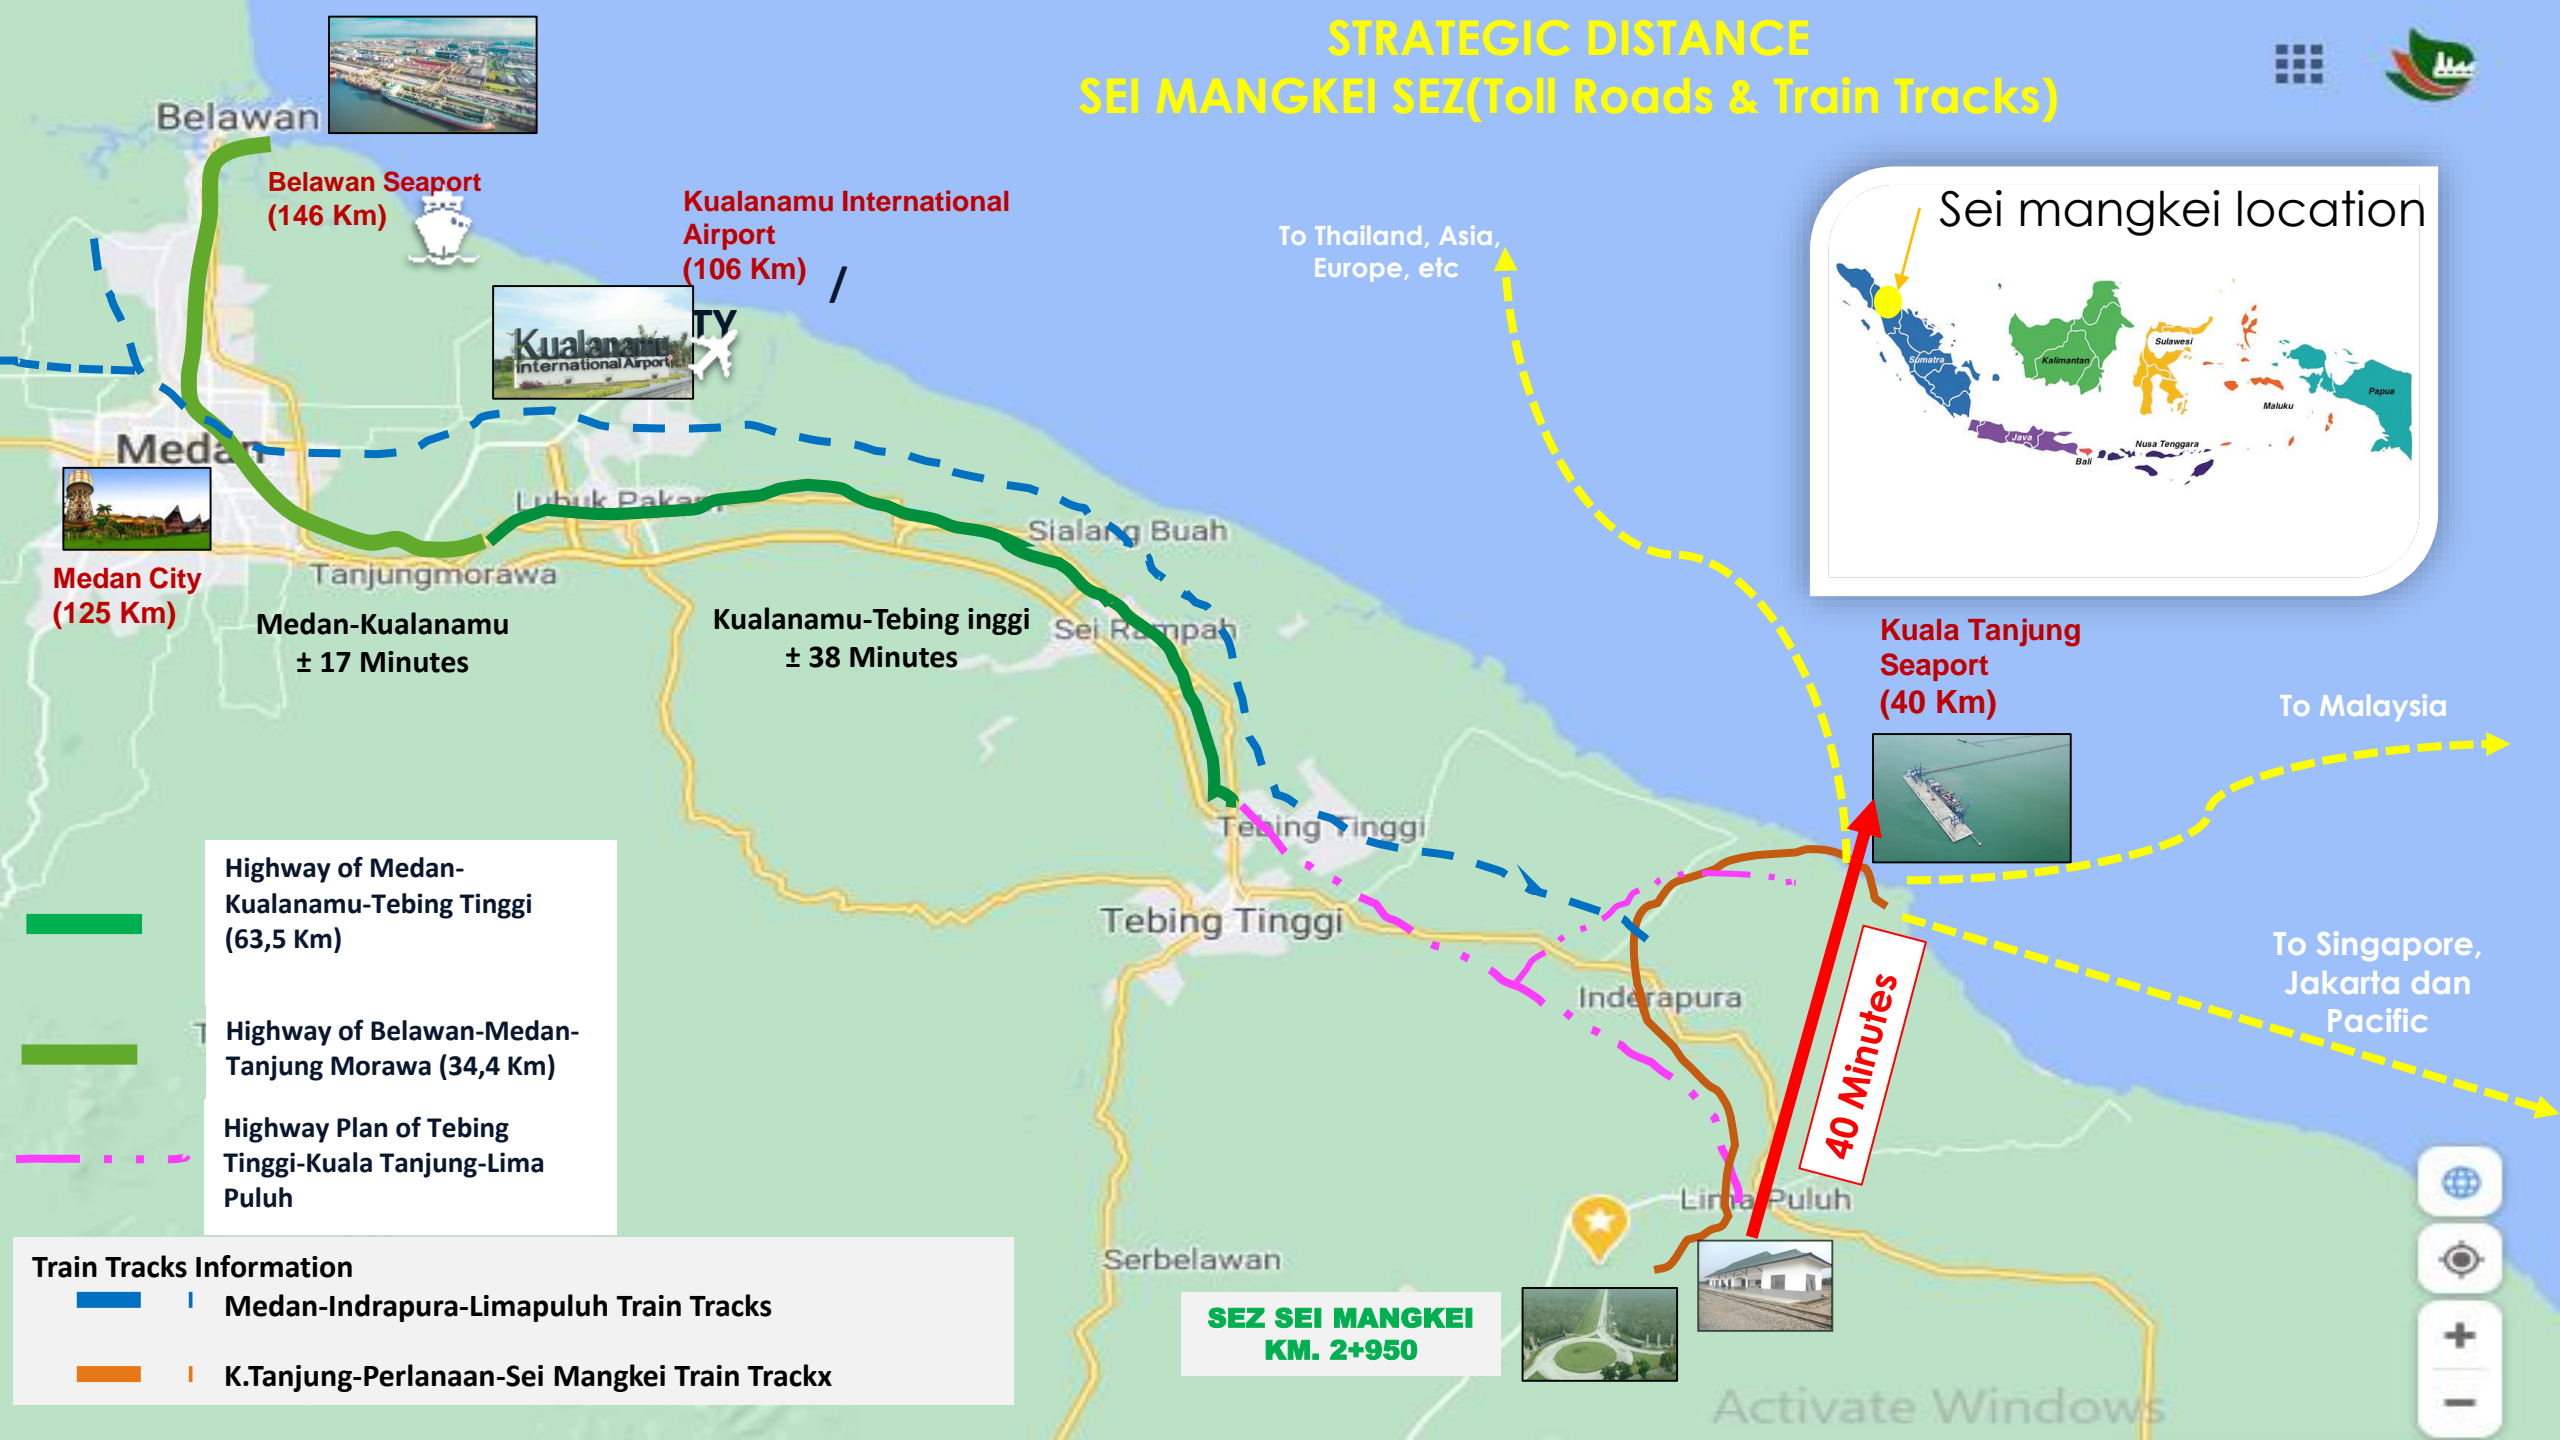 STRATEGIC DISTANCE
SEI MANGKEI SEZ(Toll Roads & Train Tracks)
Belawan
Belawan Seaport
(146 Km)
Kualanamu International
Airport
(106 Km)
/
TY
Kualanamu
International Airport
To Thailand, Asia,
Europe, etc
Sei mangkei location
Sumatra
Kalimantan
Sulawesi
Maluku
Papua
Java
Bali
Nusa Tenggara
Medan
Medan City
(125 Km)
Lubuk Pakam
Tanjungmorawa
Sialang Buah
Sei Rampah
Medan-Kualanamu
± 17 Minutes
Kualanamu-Tebing inggi
± 38 Minutes
Kuala Tanjung
Seaport
(40 Km)
To Malaysia
Tebing Tinggi
Tebing Tinggi
To Singapore,
Jakarta dan
Pacific
Inderapura
40 Minutes
Lima Puluh
Serbelawan
SEZ SEI MANGKEI
KM. 2+950
Highway of Medan-
Kualanamu-Tebing Tinggi
(63,5 Km)
Highway of Belawan-Medan-
Tanjung Morawa (34,4 Km)
Highway Plan of Tebing
Tinggi-Kuala Tanjung-Lima
Puluh
Train Tracks Information
Medan-Indrapura-Limapuluh Train Tracks
K.Tanjung-Perlanaan-Sei Mangkei Train Trackx
Activate Windows